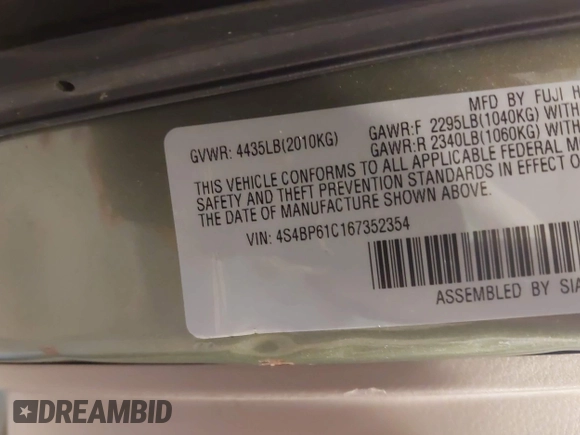 MFD BY FUJI H
GVWR: 4435LB(2010KG) GAWR:F 2295LB(1040KG) WITH
GAWR:R 2340LB(1060KG) WITH
THIS VEHICLE CONFORMS TO ALL APPLICABLE FEDERAL M
SAFETY AND THEFT PREVENTION STANDARDS IN EFFECT O
THE DATE OF MANUFACTURE SHOWN ABOVE.
VIN: 4S4BP61C167352354
ASSEMBLED BY SIA
DREAMBID